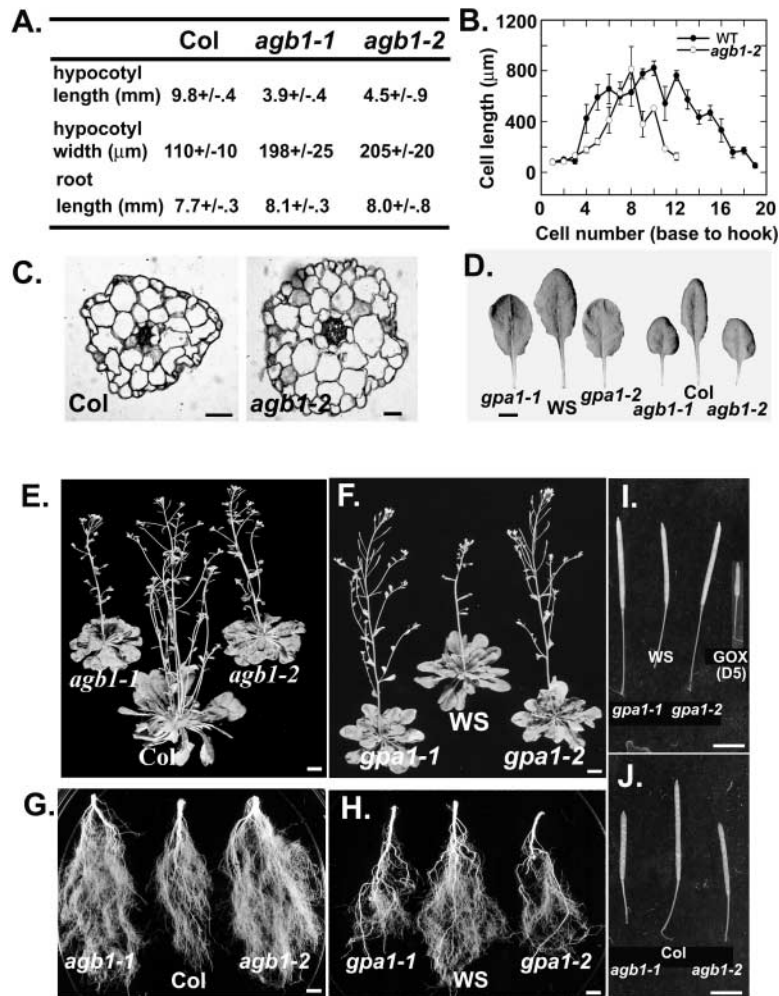 A.
Col agb1-1 agb1-2
hypocotyl
length (mm) 9.8+/-.4 3.9+/-.4 4.5+/-.9
hypocotyl
width (μm) 110+/-10 198+/-25 205+/-20
root
length (mm) 7.7+/-.3 8.1+/-.3 8.0+/-.8
B.
1200
800
400
0
Cell length (μm)
WT
agb1-2
0 4 8 12 16 20
Cell number (base to hook)
C.
Col
agb1-2
D.
gpa1-1
WS
gpa1-2
agb1-1
Col
agb1-2
E.
agb1-1
Col
agb1-2
F.
gpa1-1
WS
gpa1-2
I.
WS
GOX
(D5)
gpa1-1 gpa1-2
G.
agb1-1
Col
agb1-2
H.
gpa1-1
WS
gpa1-2
J.
Col
agb1-1 agb1-2